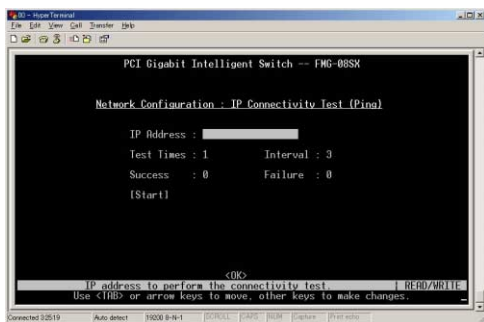 00 - HyperTerminal
File Edit View Call Transfer Help
PCI Gigabit Intelligent Switch -- FMG-08SX
Network Configuration : IP Connectivity Test (Ping)
IP Address :
Test Times : 1 Interval : 3
Success : 0 Failure : 0
[Start]
<OK>
IP address to perform the connectivity test. | READ/WRITE
Use <TAB> or arrow keys to move, other keys to make changes.
Connected 3:25:19 Auto detect 19200 8-N-1 SCROLL CAPS NUM Capture Print echo